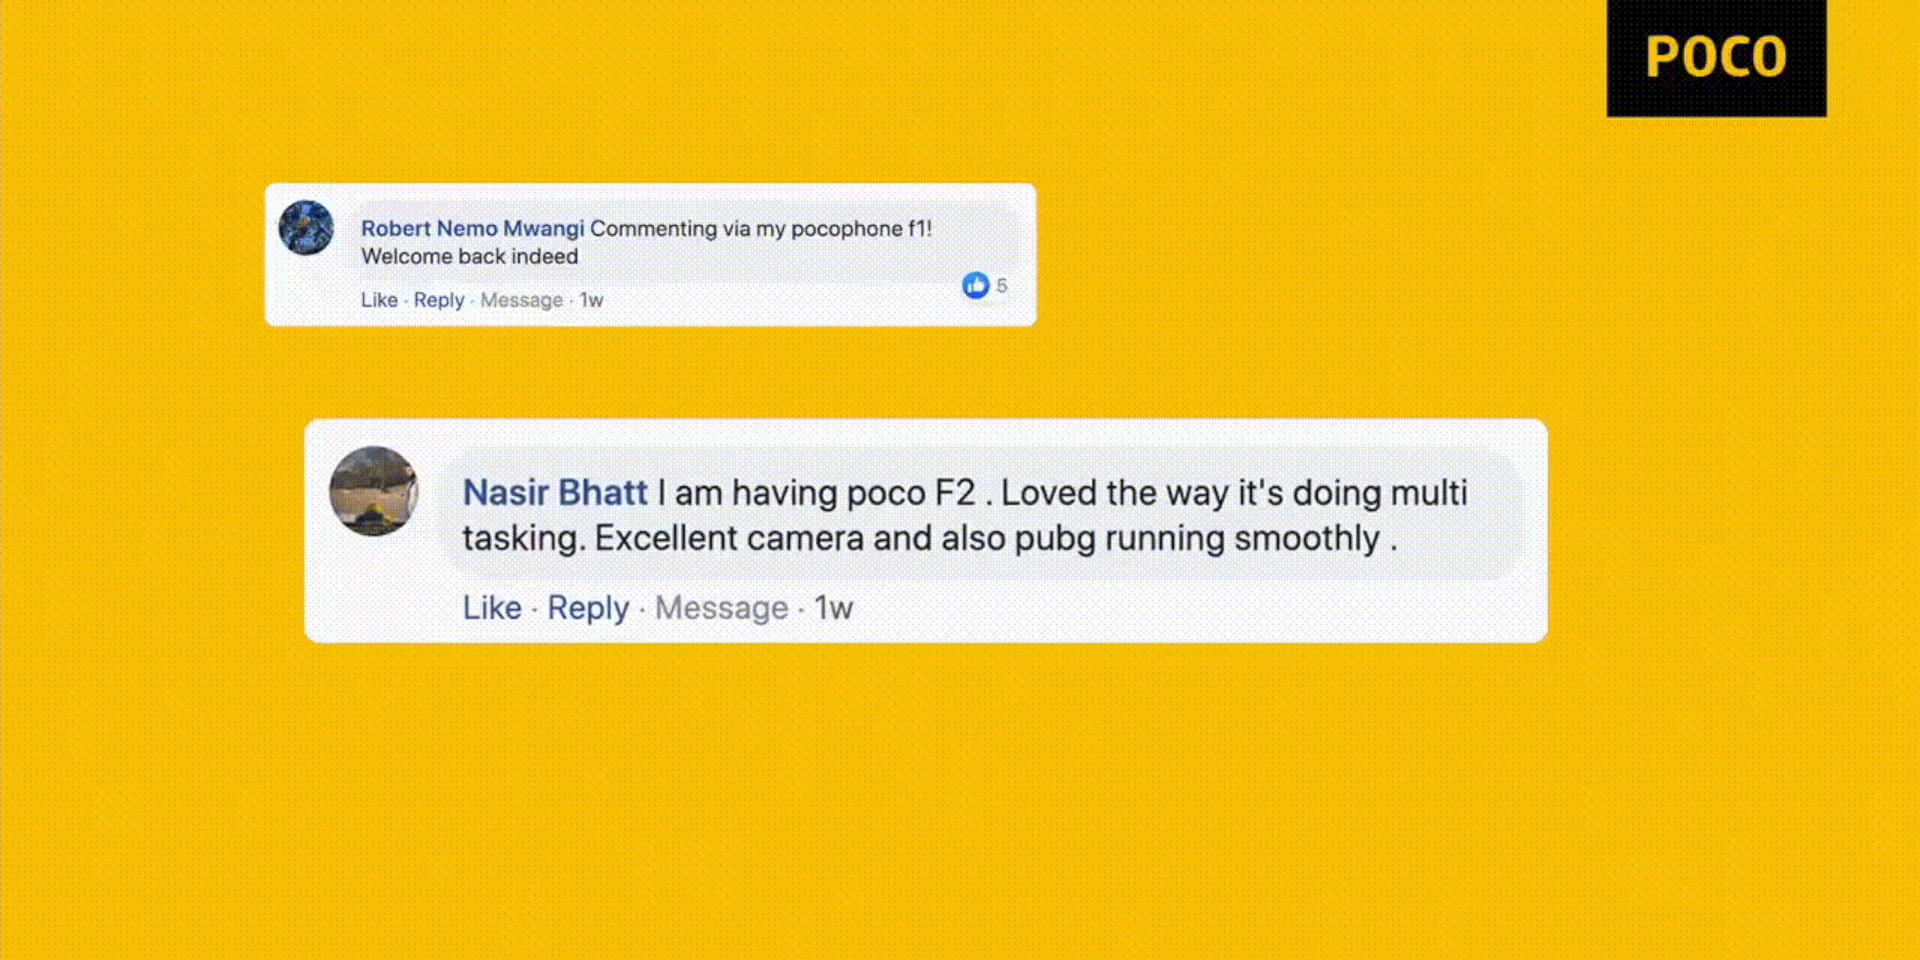 POCO
Robert Nemo Mwangi Commenting via my pocophone f1!
Welcome back indeed
5
Like · Reply · Message · 1w
Nasir Bhatt I am having poco F2 . Loved the way it's doing multi
tasking. Excellent camera and also pubg running smoothly .
Like · Reply · Message · 1w